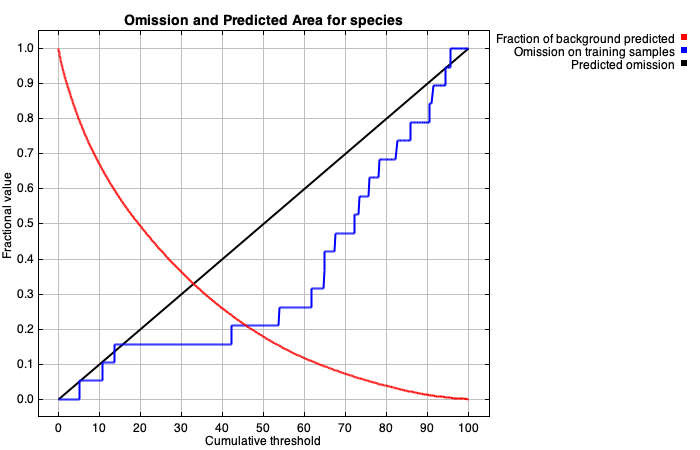 Omission and Predicted Area for species
Fraction of background predicted
Omission on training samples
Predicted omission
Fractional value
1.0
0.9
0.8
0.7
0.6
0.5
0.4
0.3
0.2
0.1
0.0
0 10 20 30 40 50 60 70 80 90 100
Cumulative threshold